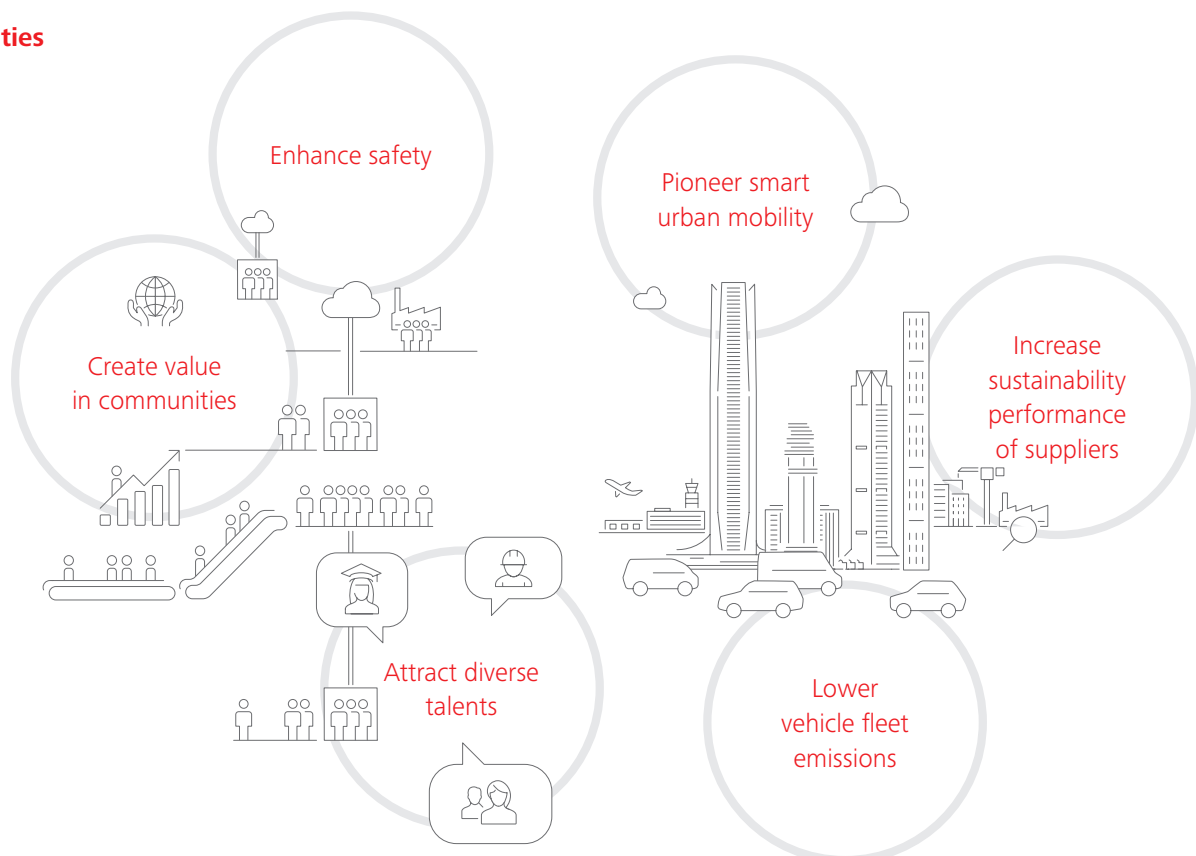 ties
Enhance safety
Pioneer smart
urban mobility
Create value
in communities
Increase
sustainability
performance
of suppliers
Attract diverse
talents
Lower
vehicle fleet
emissions